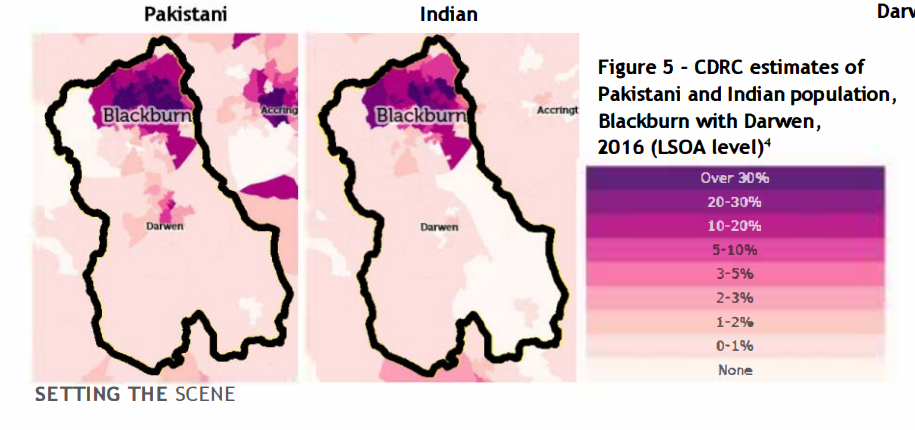 Pakistani
Indian
Blackburn
Accring
Darwen
Blackburn
Accringt
Darwen
Darw
Figure 5 - CDRC estimates of
Pakistani and Indian population,
Blackburn with Darwen,
2016 (LSOA level)⁴
Over 30%
20-30%
10-20%
5-10%
3-5%
2-3%
1-2%
0-1%
None
SETTING THE SCENE